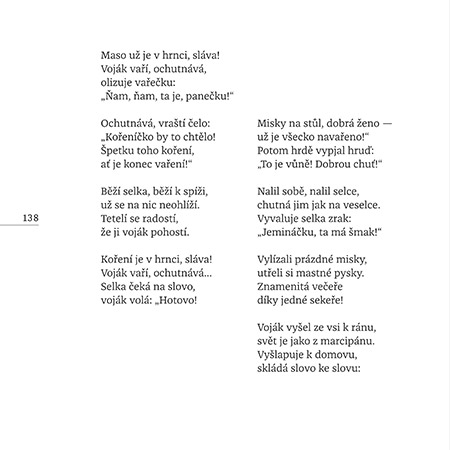 Maso už je v hrnci, sláva!
Voják vaří, ochutnává,
olizuje vařečku:
„Ňam, ňam, ta je, panečku!“
Ochutnává, vraští čelo:
„Kořeníčko by to chtělo!
Špetku toho koření,
ať je konec vaření!“
Běží selka, běží k spíži,
už se na nic neohlíží.
Tetelí se radostí,
že ji voják pohostí.
138
Koření je v hrnci, sláva!
Voják vaří, ochutnává...
Selka čeká na slovo,
voják volá: „Hotovo!
Misky na stůl, dobrá ženo —
už je všecko navařeno!“
Potom hrdě vypjal hruď:
„To je vůně! Dobrou chuť!“
Nalil sobě, nalil selce,
chutná jim jak na veselce.
Vyvaluje selka zrak:
„Jemináčku, ta má šmak!“
Vylízali prázdné misky,
utřeli si mastné pysky.
Znamenitá večeře
díky jedné sekeře!
Voják vyšel ze vsi k ránu,
svět je jako z marcipánu.
Vyšlapuje k domovu,
skládá slovo ke slovu: